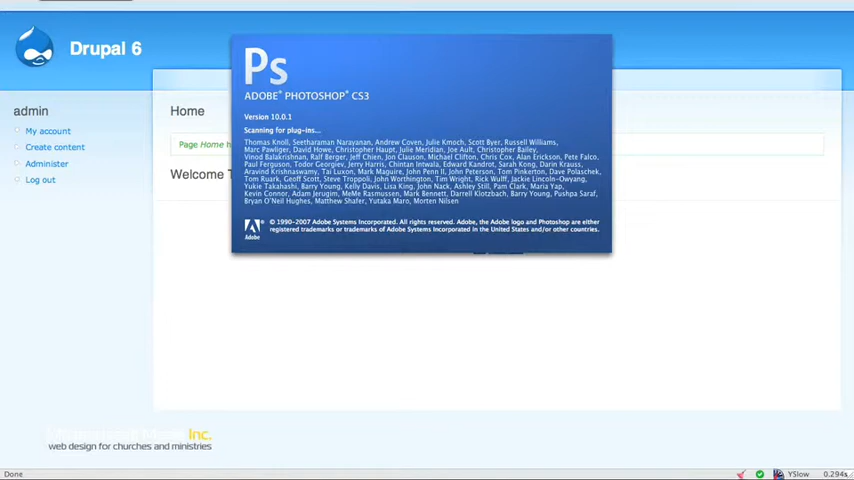 Drupal 6
admin
My account
Create content
Administer
Log out
Home
Page Home h
Welcome T
Ps
ADOBE® PHOTOSHOP® CS3
Version 10.0.1
Scanning for plug-ins...
Thomas Knoll, Seetharaman Narayanan, Andrew Coven, Julie Kmoch, Scott Byer, Russell Williams,
Marc Pawliger, David Howe, Christopher Haupt, Julie Meridian, Joe Ault, Christopher Bailey,
Vinod Balakrishnan, Ralf Berger, Jeff Chien, Jon Clauson, Michael Clifton, Chris Cox, Alan Erickson, Pete Falco,
Paul Ferguson, Todor Georgiev, Jerry Harris, Chintan Intwala, Edward Kandrot, Sarah Kong, Darin Krauss,
Aravind Krishnaswamy, Tai Luxon, Mark Maguire, John Penn II, John Peterson, Tom Pinkerton, Dave Polaschek,
Tom Ruark, Geoff Scott, Steve Troppoli, John Worthington, Tim Wright, Rick Wulff, Jackie Lincoln-Owyang,
Yukie Takahashi, Barry Young, Kelly Davis, Lisa King, John Nack, Ashley Still, Pam Clark, Maria Yap,
Kevin Connor, Adam Jerugim, MeMe Rasmussen, Mark Bennett, Darrell Klotzbach, Barry Young, Pushpa Saraf,
Bryan O'Neil Hughes, Matthew Shafer, Yutaka Maro, Morten Nilsen
Adobe
© 1990-2007 Adobe Systems Incorporated. All rights reserved. Adobe, the Adobe logo and Photoshop are either
registered trademarks or trademarks of Adobe Systems Incorporated in the United States and/or other countries.
Inc.
web design for churches and ministries
Done
YSlow
0.294s